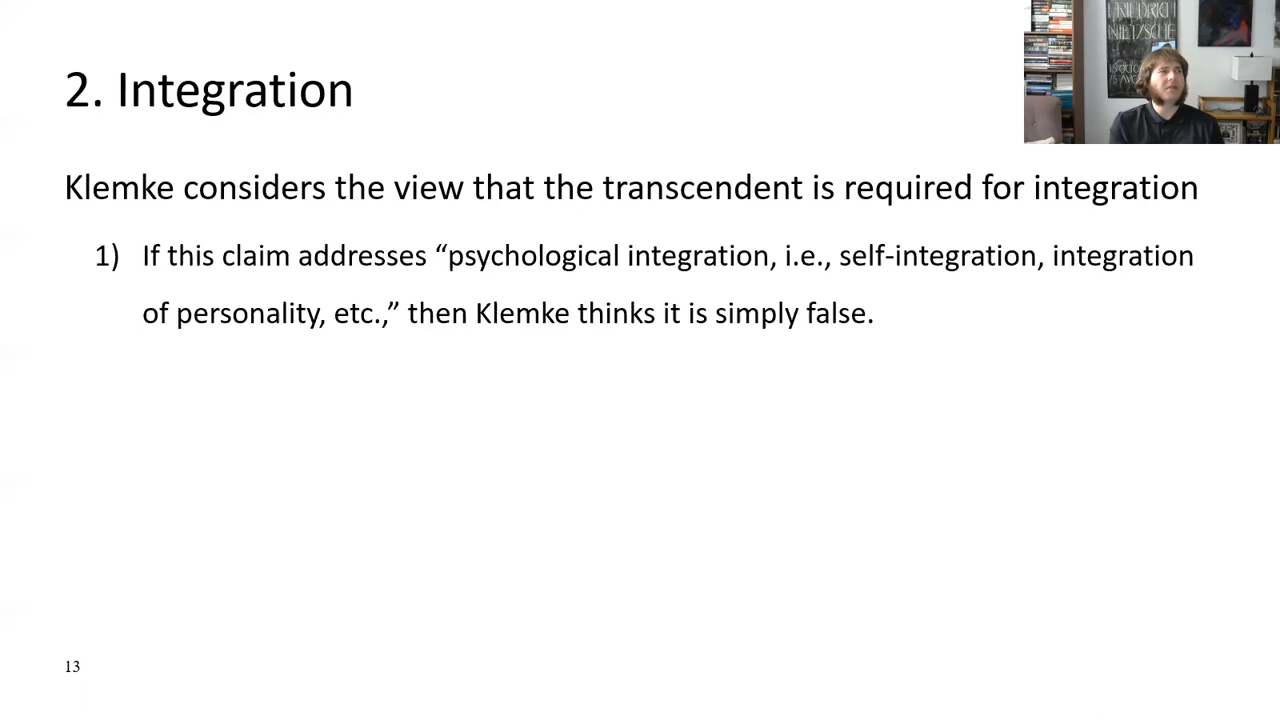 2. Integration
FRIEDRICH
NIETZSCHE
Klemke considers the view that the transcendent is required for integration
1) If this claim addresses “psychological integration, i.e., self-integration, integration
of personality, etc.,” then Klemke thinks it is simply false.
13